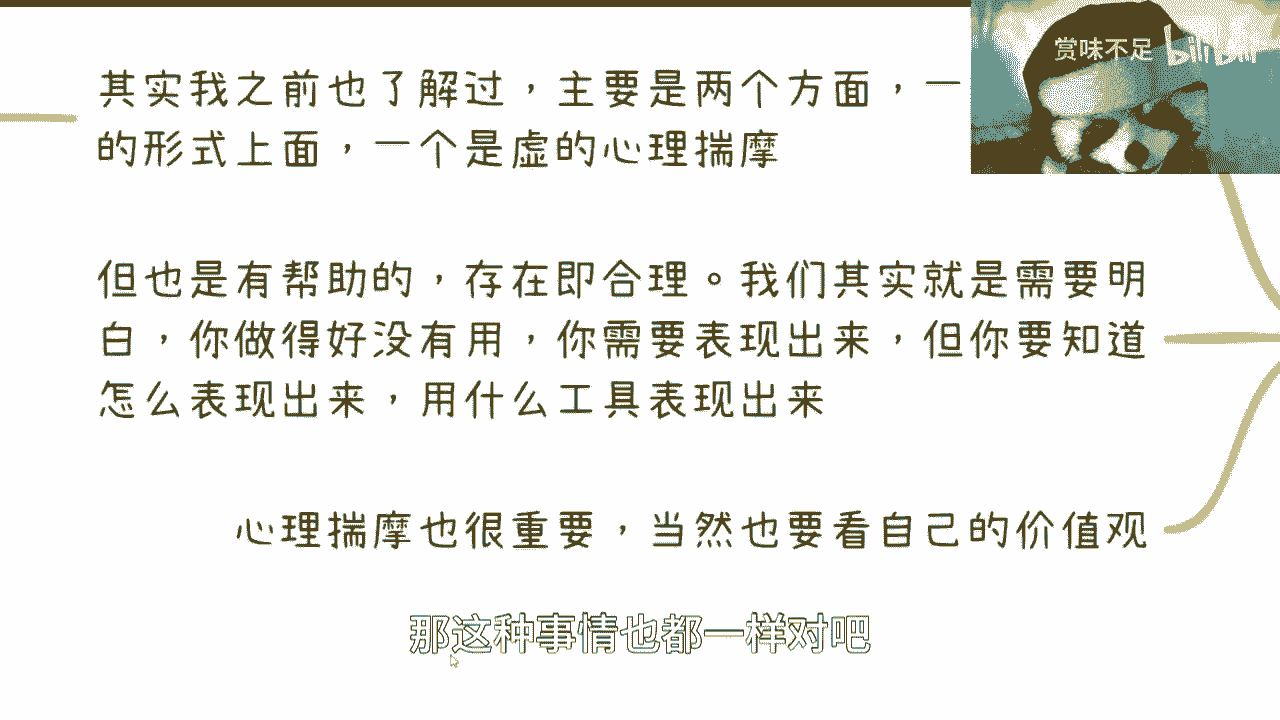 赏味不足 bilibili
其实我之前也了解过，主要是两个方面，一
的形式上面，一个是虚的心理揣摩
但也是有帮助的，存在即合理。我们其实就是需要明
白，你做得好没有用，你需要表现出来，但你要知道
怎么表现出来，用什么工具表现出来
心理揣摩也很重要，当然也要看自己的价值观
那这种事情也都一样对吧